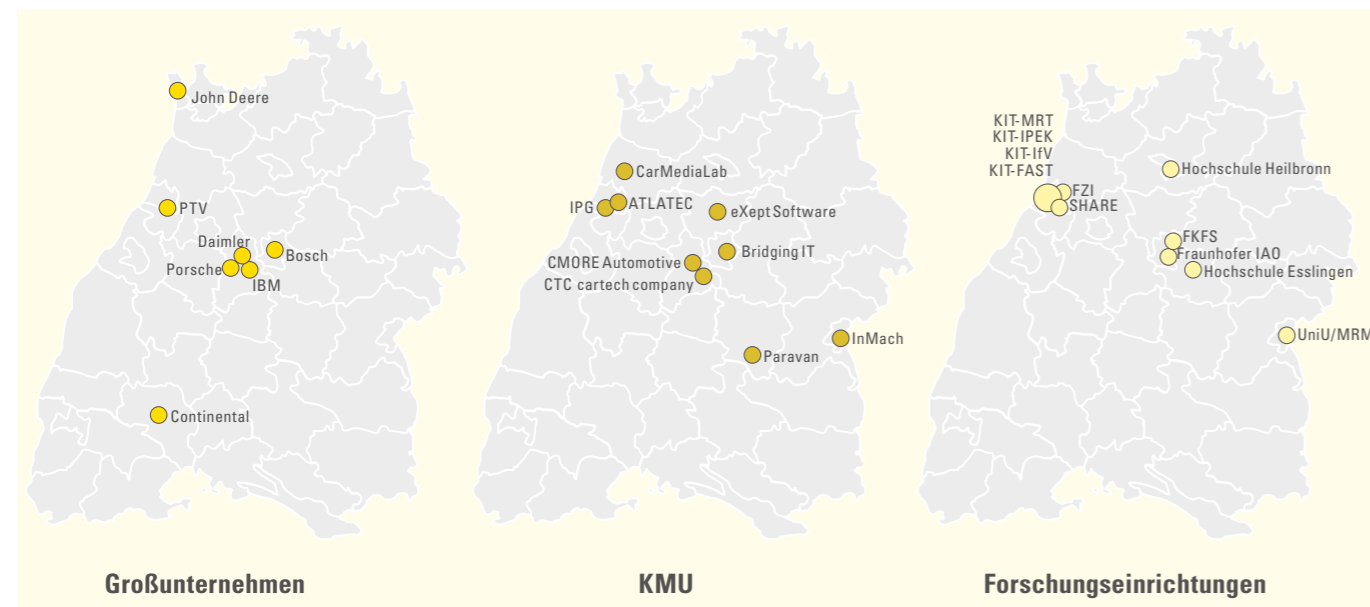 John Deere
PTV
Daimler
Bosch
Porsche
IBM
Continental
Großunternehmen
CarMediaLab
IPG
ATLATEC
eXept Software
Bridging IT
CMORE Automotive
CTC cartech company
InMach
Paravan
KMU
KIT-MRT
KIT-IPEK
KIT-IfV
KIT-FAST
FZI
SHARE
Hochschule Heilbronn
FKFS
Fraunhofer IAO
Hochschule Esslingen
UniU/MRM
Forschungseinrichtungen